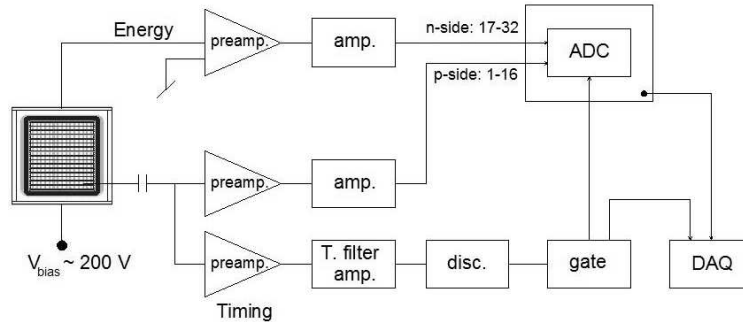 Energy
preamp.
amp.
n-side: 17-32
p-side: 1-16
ADC
preamp.
amp.
V_bias ~ 200 V
preamp.
T. filter
amp.
disc.
gate
DAQ
Timing